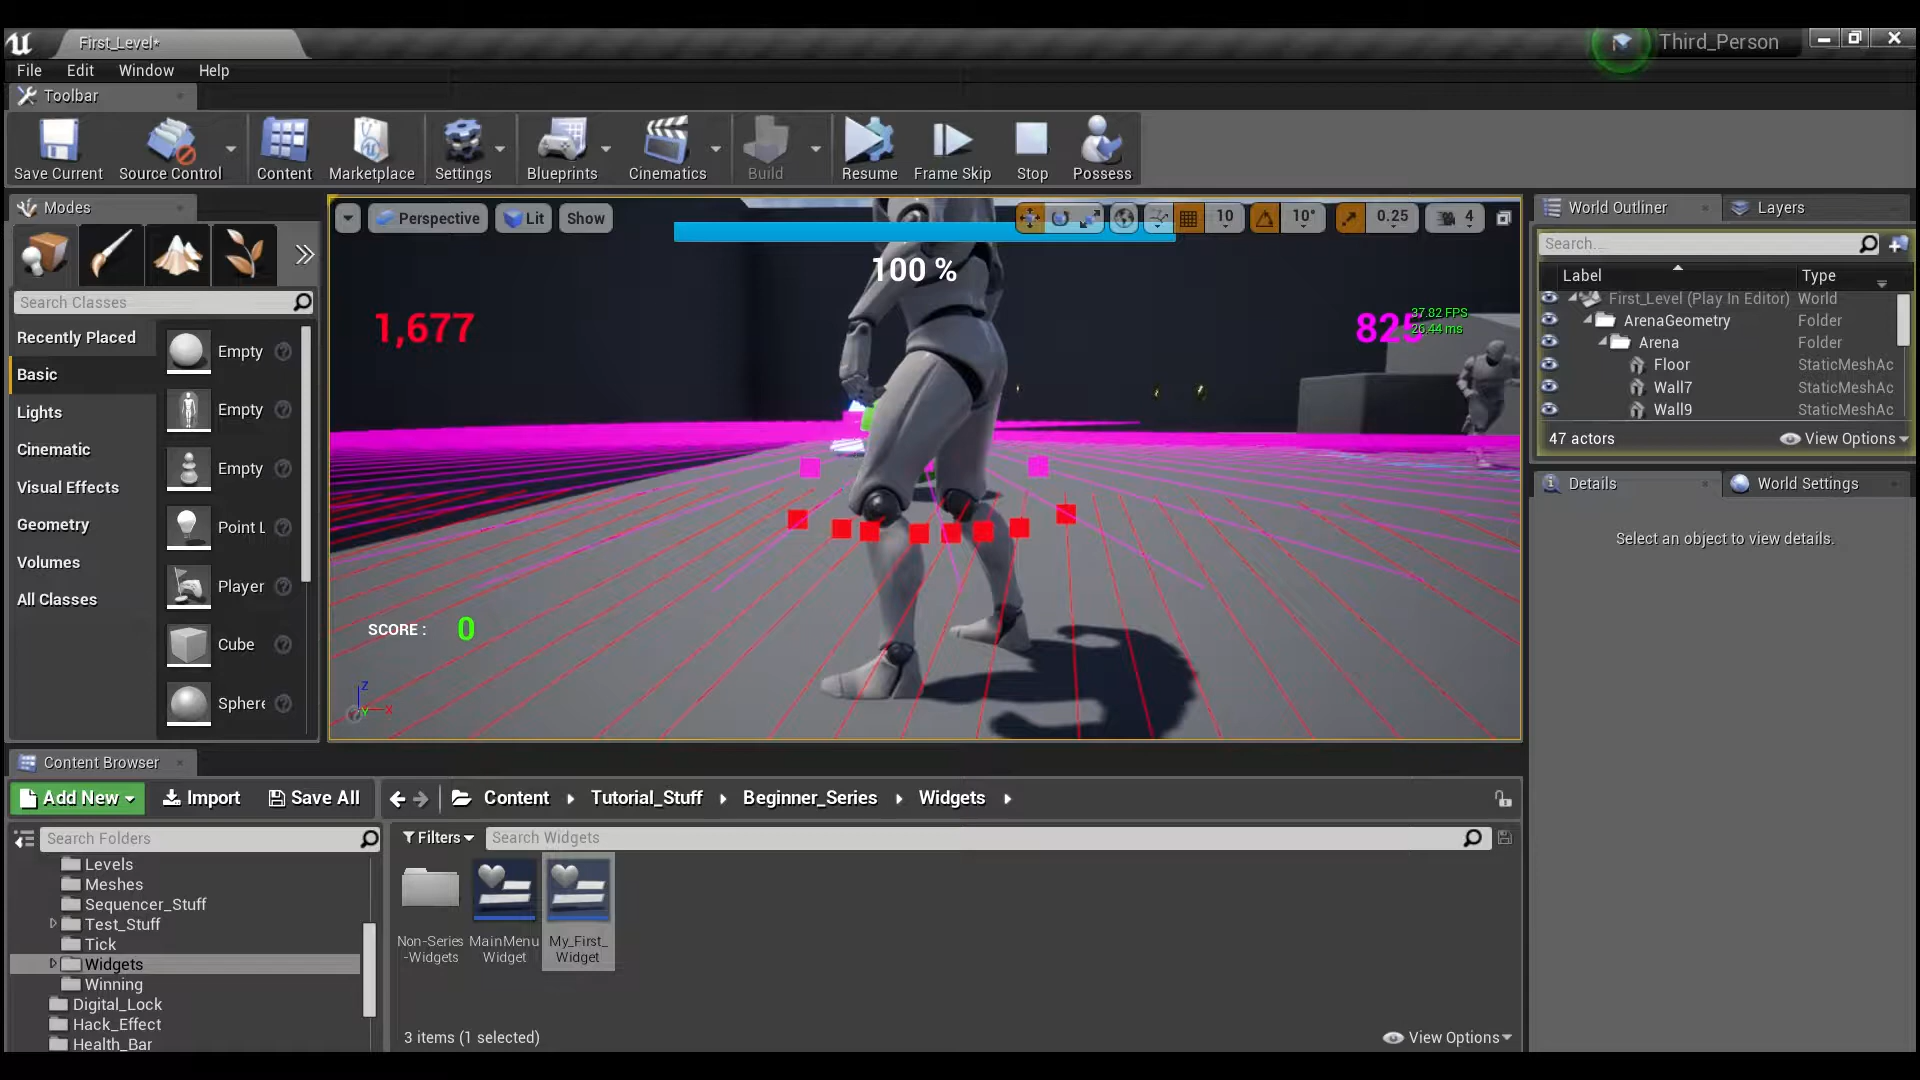 First_Level*
Third_Person
File Edit Window Help
Toolbar
Save Current Source Control Content Marketplace Settings Blueprints Cinematics Build Resume Frame Skip Stop Possess
Modes
Perspective Lit Show
10 10° 0.25 4
World Outliner Layers
Search...
Label Type
Search Classes
Recently Placed
Basic
Lights
Cinematic
Visual Effects
Geometry
Volumes
All Classes
Empty
Empty
Empty
Point L
Player
Cube
Sphere
100 %
1,677
825
37.82 FPS
26.44 ms
SCORE : 0
Z
X
Y
First_Level (Play In Editor) World
ArenaGeometry Folder
Arena Folder
Floor StaticMeshAc
Wall7 StaticMeshAc
Wall9 StaticMeshAc
47 actors View Options
Details World Settings
Select an object to view details.
Content Browser
Add New Import Save All
Content Tutorial_Stuff Beginner_Series Widgets
Search Folders
Filters Search Widgets
Levels
Meshes
Sequencer_Stuff
Test_Stuff
Tick
Widgets
Winning
Digital_Lock
Hack_Effect
Health_Bar
Non-Series
-Widgets
MainMenu
Widget
My_First_
Widget
3 items (1 selected) View Options